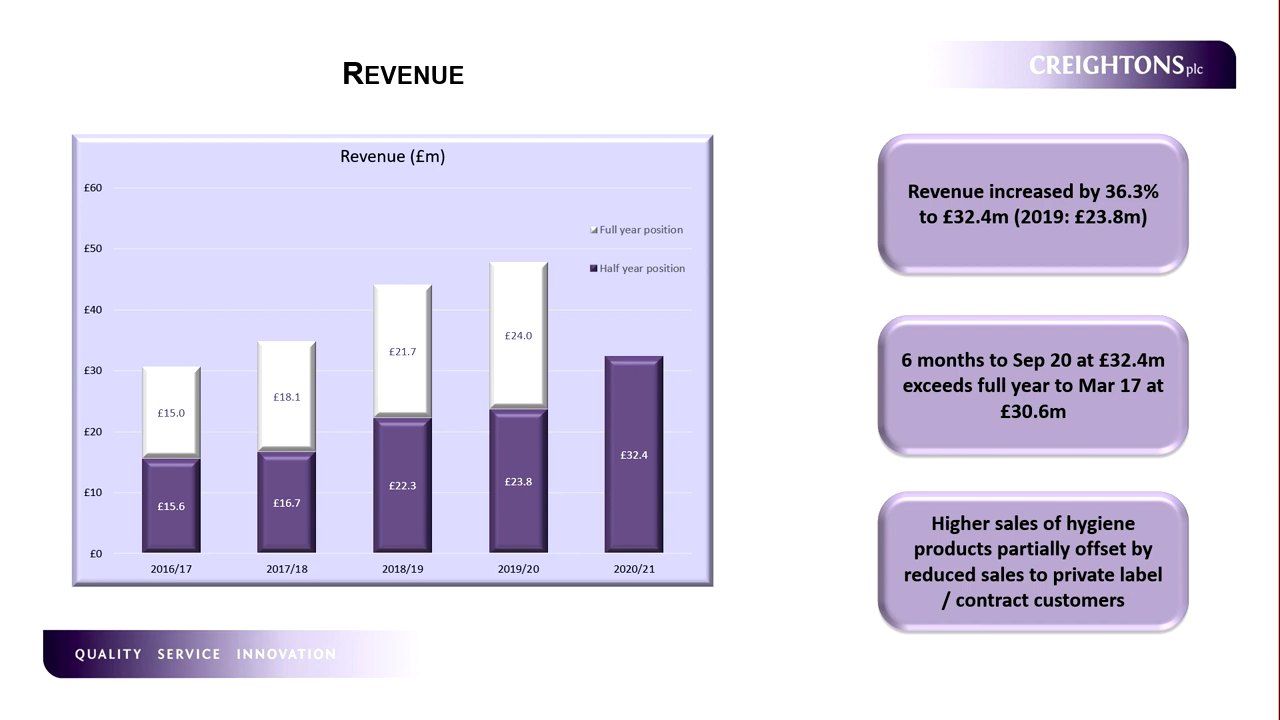 REVENUE
CREIGHTONS plc
Revenue (£m)
£60
£50
£40
£30
£20
£10
£0
Full year position
Half year position
£15.0
£18.1
£21.7
£24.0
£15.6
£16.7
£22.3
£23.8
£32.4
2016/17
2017/18
2018/19
2019/20
2020/21
Revenue increased by 36.3%
to £32.4m (2019: £23.8m)
6 months to Sep 20 at £32.4m
exceeds full year to Mar 17 at
£30.6m
Higher sales of hygiene
products partially offset by
reduced sales to private label
/ contract customers
QUALITY SERVICE INNOVATION